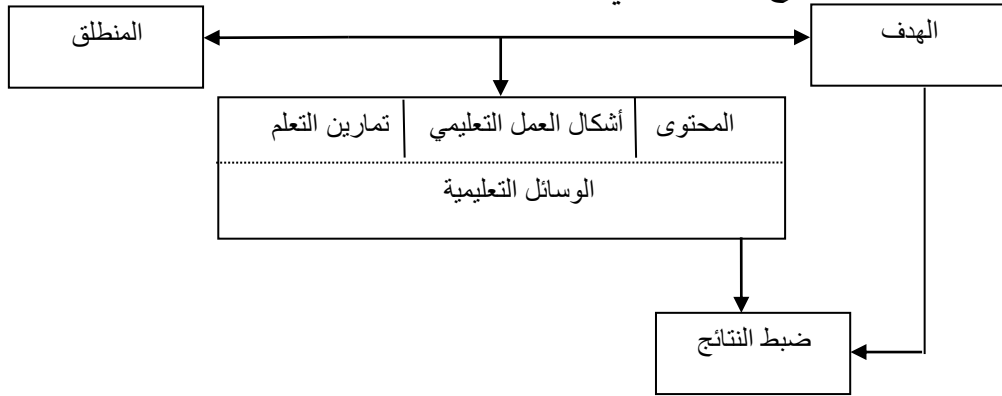 الهدف
المنطلق
المحتوى
أشكال العمل التعليمي
تمارين التعلم
الوسائل التعليمية
ضبط النتائج